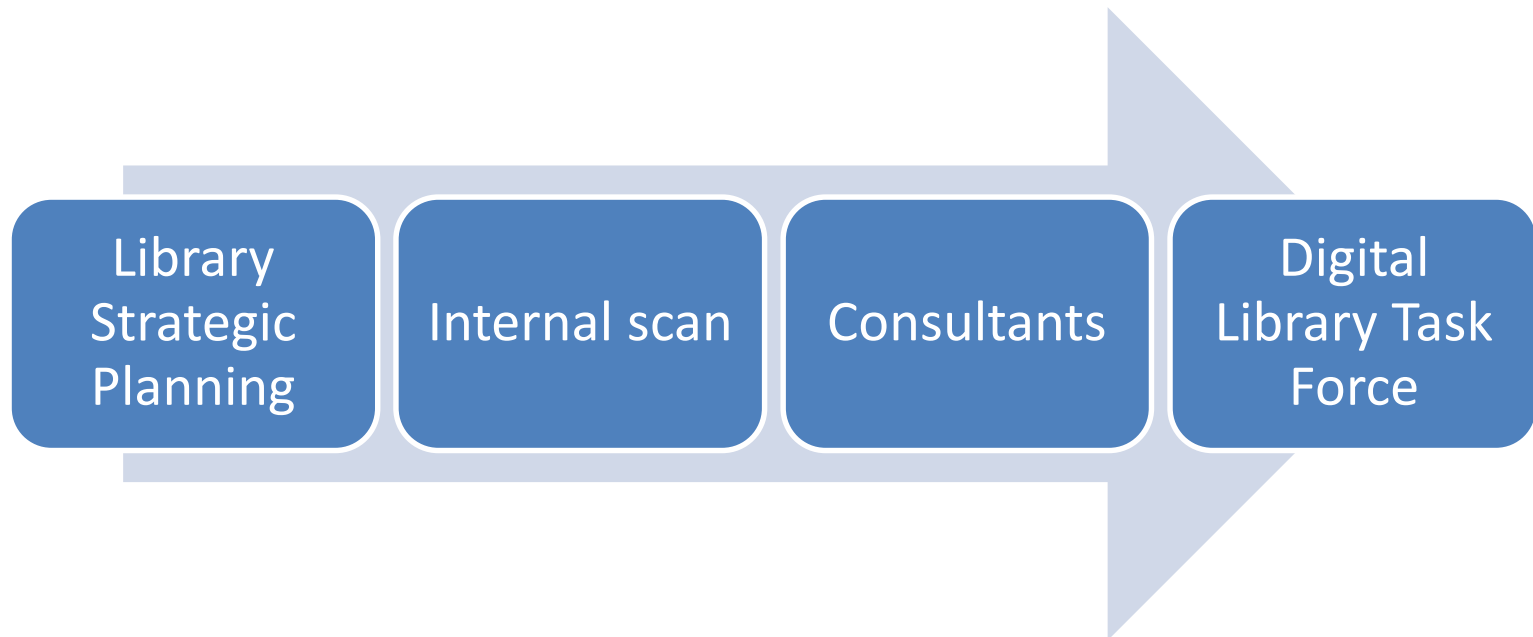 Library
Strategic
Planning
Internal scan
Consultants
Digital
Library Task
Force